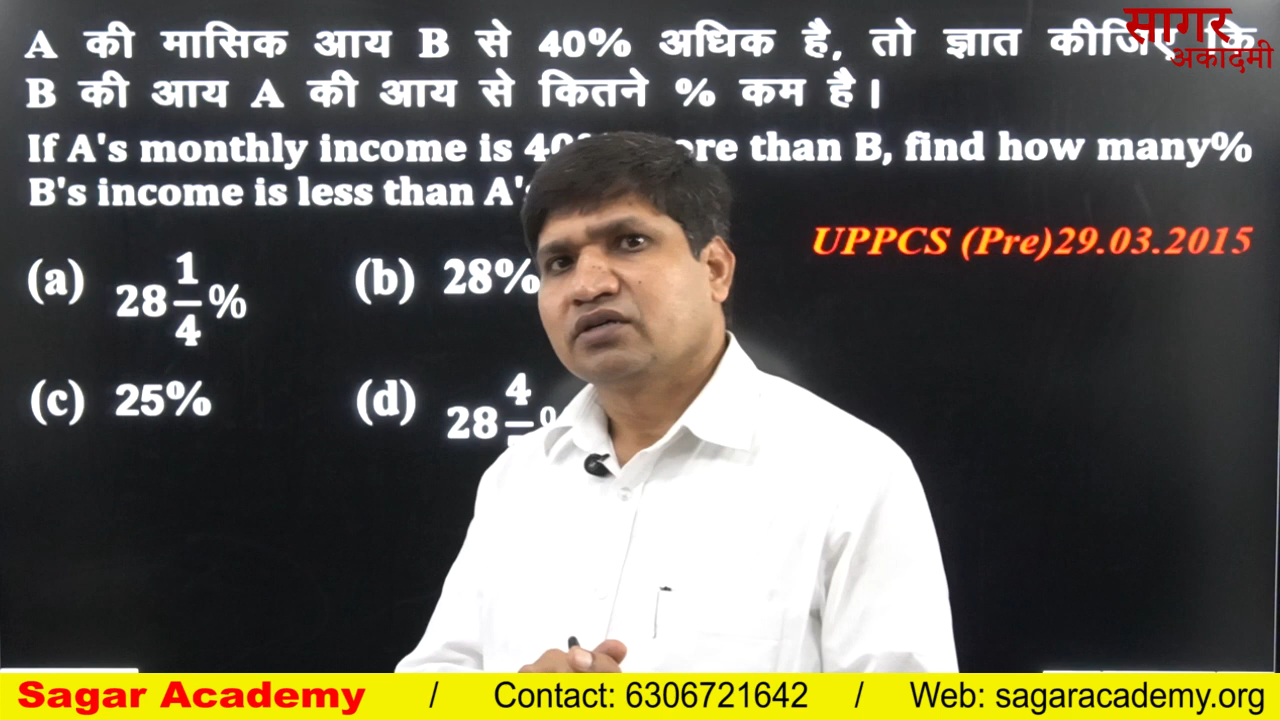 सागर
अकादमी
A की मासिक आय B से 40% अधिक है, तो ज्ञात कीजिए कि
B की आय A की आय से कितने % कम है।
If A's monthly income is than B, find how many%
B's income is less than
UPPCS (Pre)29.03.2015
(a) 28 1/4 %
(b) 28%
(c) 25%
(d) 28 4
Sagar Academy / Contact: 6306721642 / Web: sagaracademy.org